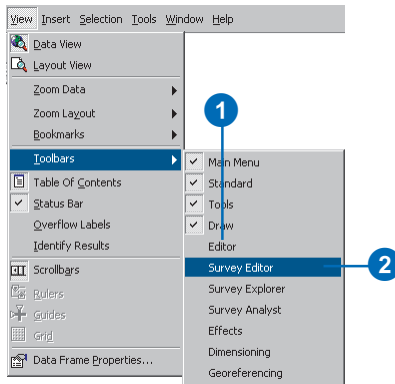 View Insert Selection Tools Window Help
Data View
Layout View
Zoom Data
Zoom Layout
Bookmarks
Toolbars
Table Of Contents
Status Bar
Overflow Labels
Identify Results
Scrollbars
Rulers
Guides
Grid
Data Frame Properties...
1
Main Menu
Standard
Tools
Draw
Editor
Survey Editor
2
Survey Explorer
Survey Analyst
Effects
Dimensioning
Georeferencing